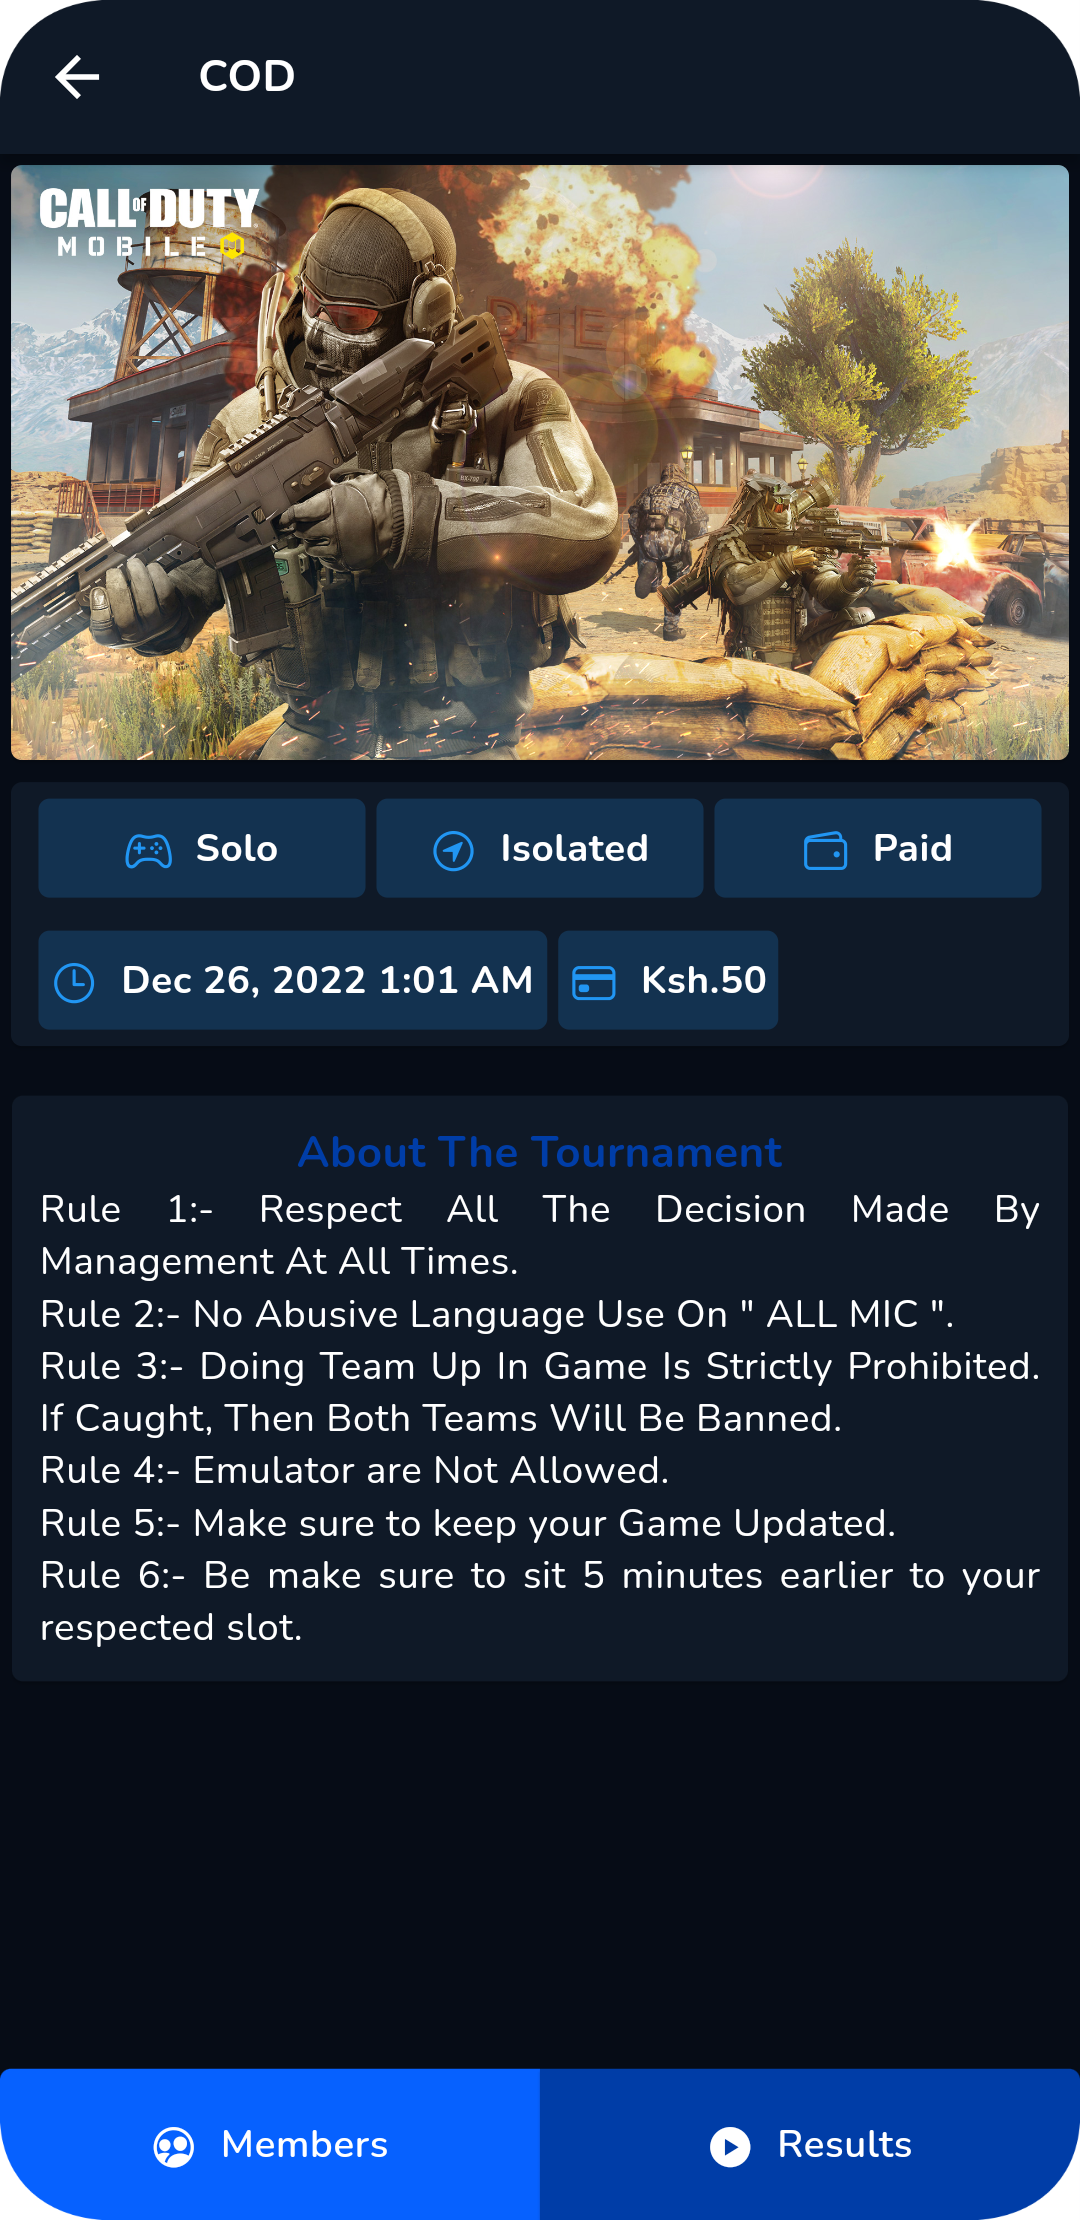 COD
CALL OF DUTY
MOBILE
Solo
Isolated
Paid
Dec 26, 2022 1:01 AM
Ksh.50
About The Tournament
Rule 1:- Respect All The Decision Made By
Management At All Times.
Rule 2:- No Abusive Language Use On " ALL MIC ".
Rule 3:- Doing Team Up In Game Is Strictly Prohibited.
If Caught, Then Both Teams Will Be Banned.
Rule 4:- Emulator are Not Allowed.
Rule 5:- Make sure to keep your Game Updated.
Rule 6:- Be make sure to sit 5 minutes earlier to your
respected slot.
Members
Results